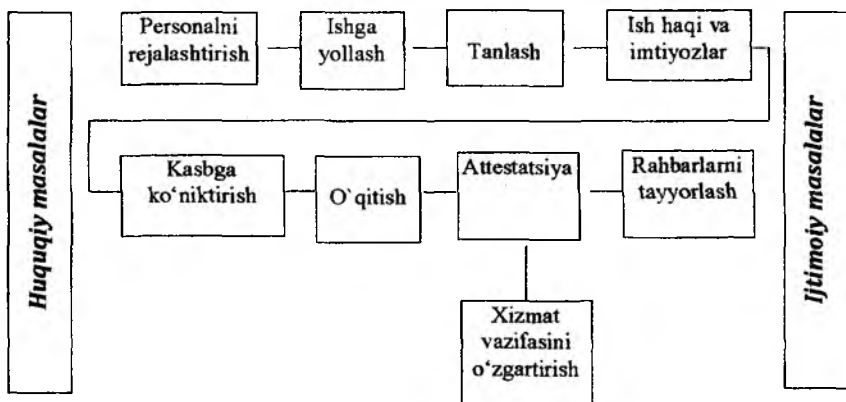 Huquqiy masalalar
Personalni
rejalashtirish
Ishga
yollash
Tanlash
Ish haqi va
imtiyozlar
Kasbga
ko‘niktirish
O`qitish
Attestatsiya
Rahbarlarni
tayyorlash
Xizmat
vazifasini
o‘zgartirish
Ijtimoiy masalalar